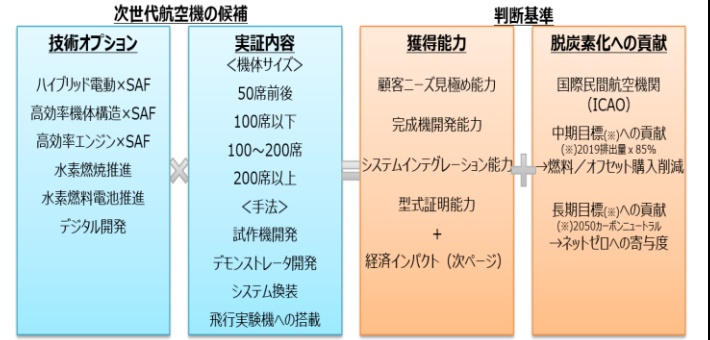 次世代航空機の候補
判断基準
技術オプション
ハイブリッド電動×SAF
高効率機体構造×SAF
高効率エンジン×SAF
水素燃焼推進
水素燃料電池推進
デジタル開発
×
実証内容
<機体サイズ>
50席前後
100席以下
100~200席
200席以上
<手法>
試作機開発
デモンストレータ開発
システム換装
飛行実験機への搭載
=
獲得能力
顧客ニーズ見極め能力
完成機開発能力
システムインテグレーション能力
型式証明能力
+
経済インパクト(次ページ)
+
脱炭素化への貢献
国際民間航空機関
(ICAO)
中期目標(※)への貢献
(※)2019排出量x85%
→燃料/オフセット購入削減
長期目標(※)への貢献
(※)2050カーボンニュートラル
→ネットゼロへの寄与度